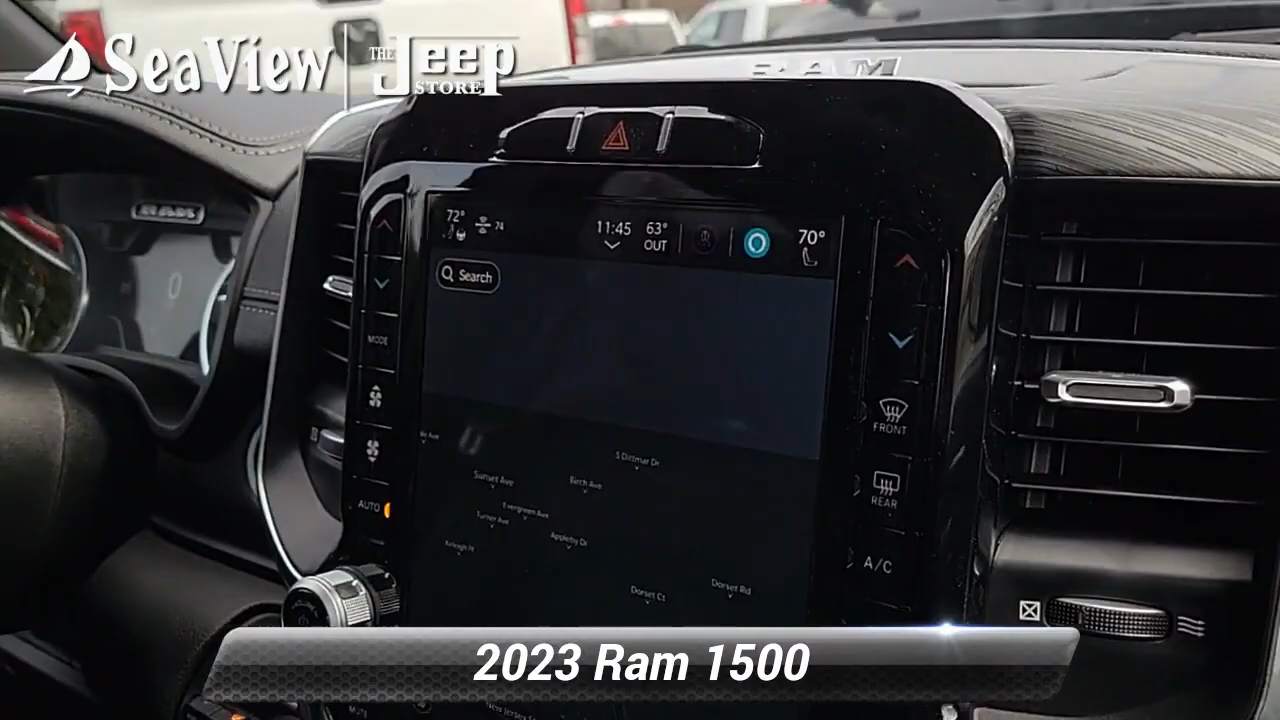 SeaView
THE Jeep
STORE
RAM
RAM
72°
74
11:45
63°
OUT
70°
Search
MODE
AUTO
FRONT
REAR
A/C
S Dittmar Dr
Sunset Ave
Birch Ave
Evergreen Ave
Turner Ave
Appleby Dr
Dorset Ct
Dorset Rd
2023 Ram 1500
MUTE